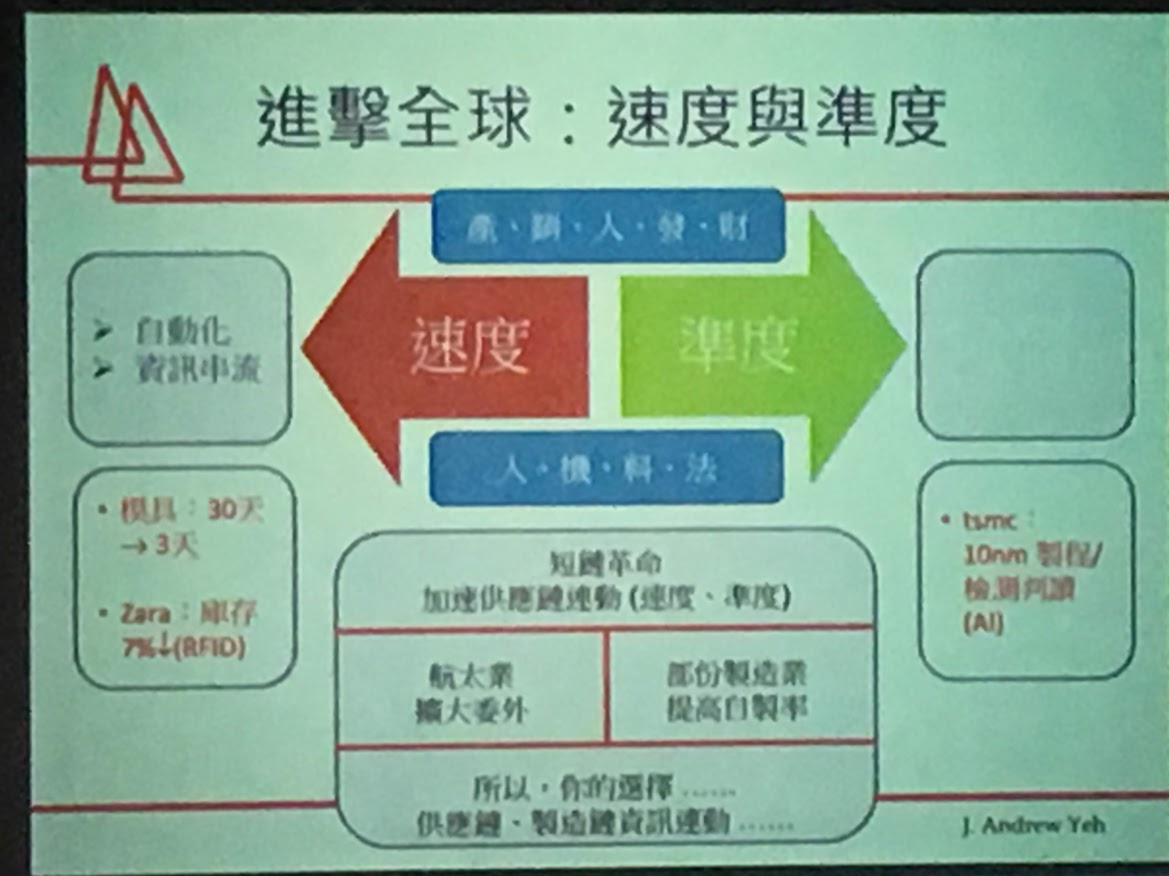 進擊全球：速度與準度
產、銷、人、發、財
速度
準度
人、機、料、法
➤ 自動化
➤ 資訊串流
• 模具：30天
→ 3天
• Zara：庫存
7%↓(RFID)
短鏈革命
加速供應鏈連動 (速度、準度)
航太業
擴大委外
部份製造業
提高自製率
所以，你的選擇......
供應鏈、製造鏈資訊連動......
• tsmc：
10nm 製程/
檢測判讀
(AI)
J. Andrew Yeh